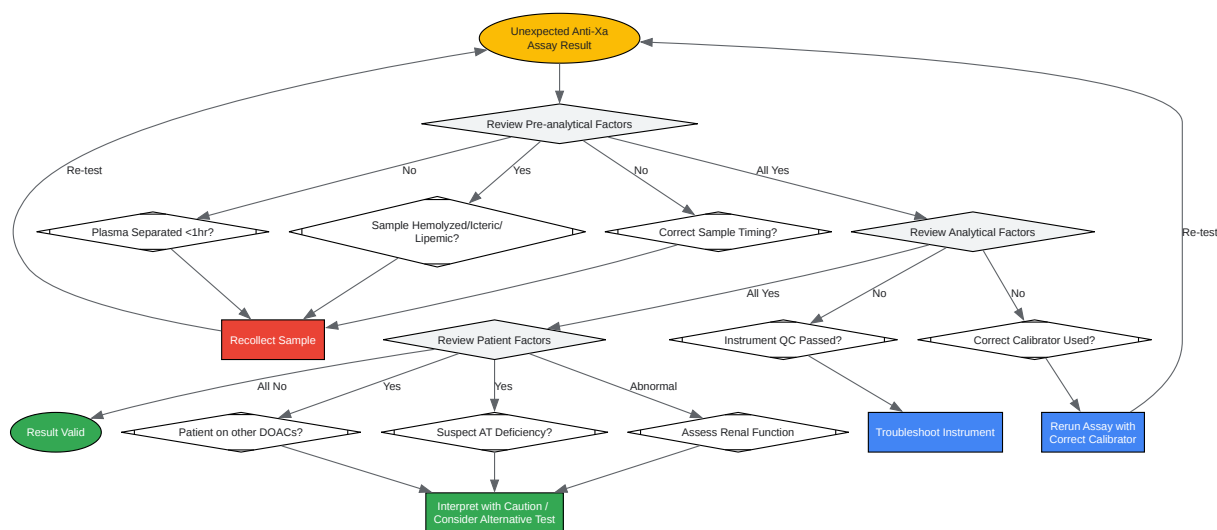 Unexpected Anti-Xa
Assay Result
Review Pre-analytical Factors
Re-test
No
Yes
No
All Yes
Plasma Separated <1hr?
Sample Hemolyzed/Icteric/
Lipemic?
Correct Sample Timing?
Review Analytical Factors
Re-test
All Yes
No
No
Recollect Sample
Review Patient Factors
Instrument QC Passed?
Correct Calibrator Used?
All No
Yes
Yes
Abnormal
Result Valid
Patient on other DOACs?
Suspect AT Deficiency?
Assess Renal Function
Troubleshoot Instrument
Rerun Assay with
Correct Calibrator
Interpret with Caution /
Consider Alternative Test